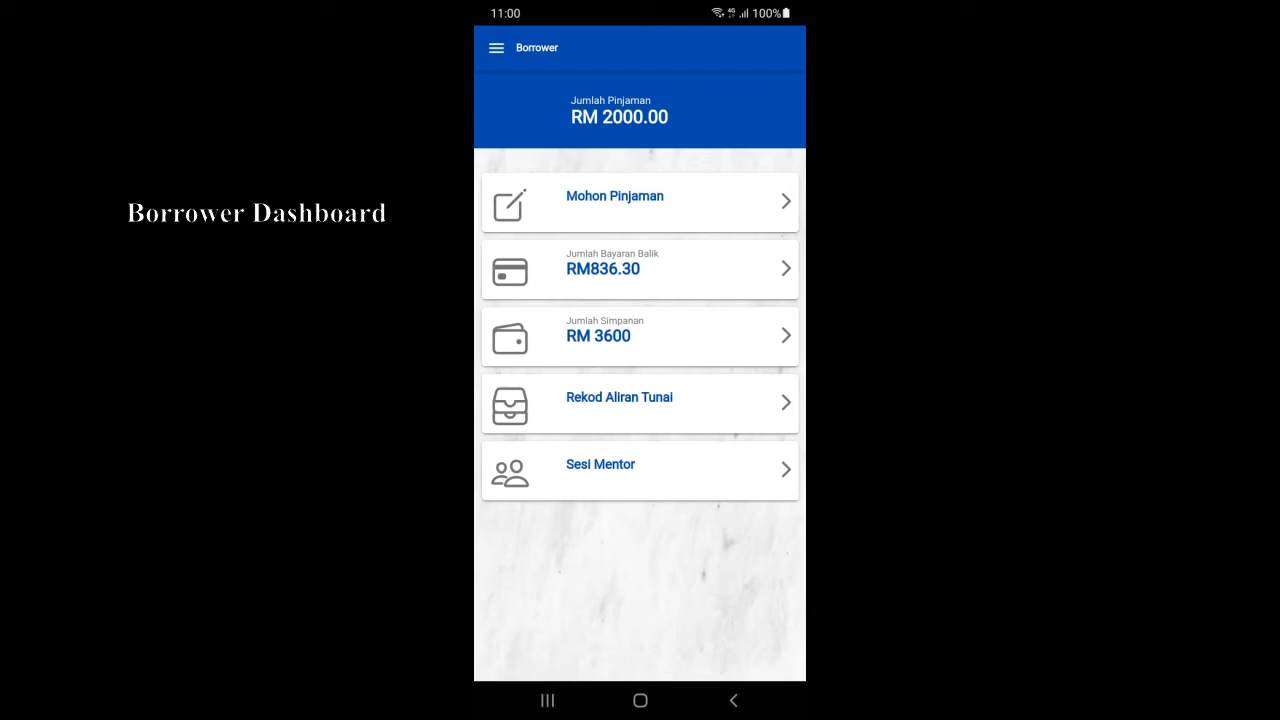 11:00
4G
100%
Borrower
Jumlah Pinjaman
RM 2000.00
Borrower Dashboard
Mohon Pinjaman
Jumlah Bayaran Balik
RM836.30
Jumlah Simpanan
RM 3600
Rekod Aliran Tunai
Sesi Mentor